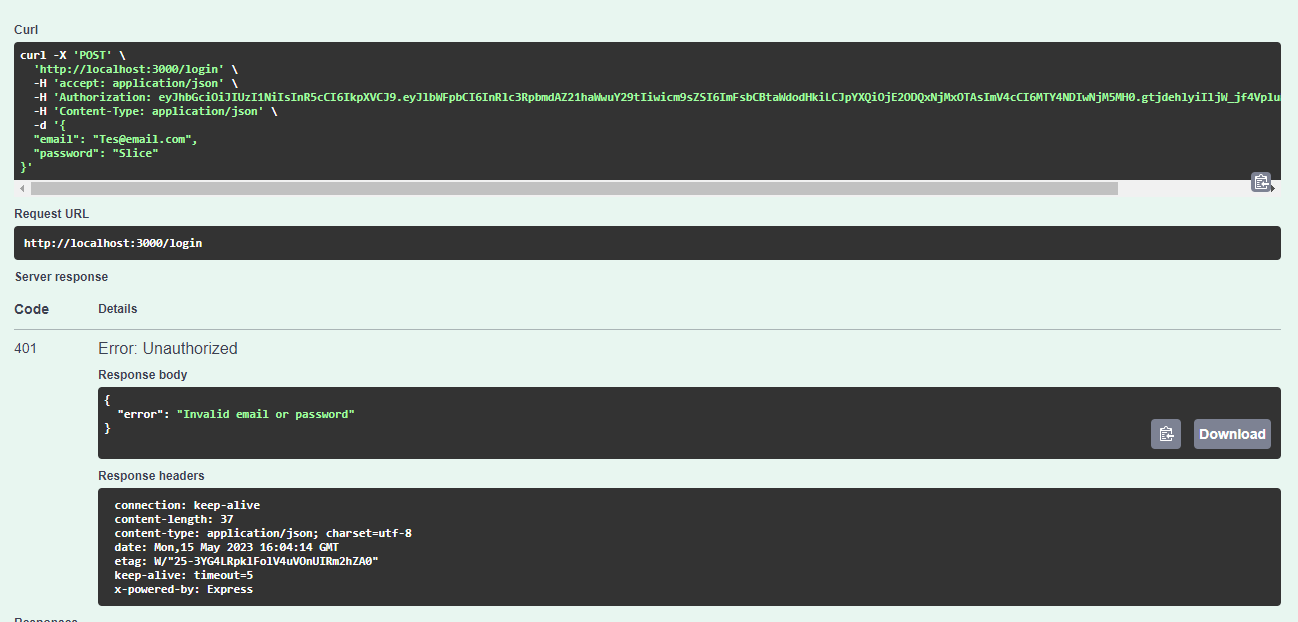 Curl
curl -X 'POST' \
'http://localhost:3000/login' \
-H 'accept: application/json' \
-H 'Authorization: eyJhbGciOiJIUzI1NiIsInR5cCI6IkpXVCJ9.eyJlbWFpbCI6InRlc3RpbmdAZ21haWwuY29tIiwicm9sZSI6ImFsbCBtaWdodHkiLCJpYXQiOjE2ODQxNjMxOTAsImV4cCI6MTY4NDIwNjM5MH0.gtjdehlyiIljW_jf4Vplu
-H 'Content-Type: application/json' \
-d '{
"email": "Tes@email.com",
"password": "Slice"
}'
Request URL
http://localhost:3000/login
Server response
Code Details
401 Error: Unauthorized
Response body
{
"error": "Invalid email or password"
}
Download
Response headers
connection: keep-alive
content-length: 37
content-type: application/json; charset=utf-8
date: Mon,15 May 2023 16:04:14 GMT
etag: W/"25-3YG4LRpklFolV4uVOnUIRm2hZA0"
keep-alive: timeout=5
x-powered-by: Express
Responses